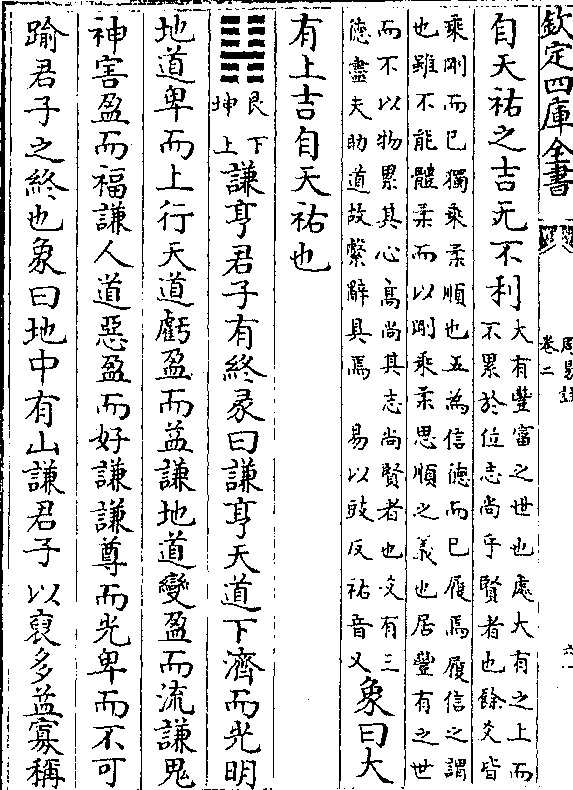 欽定四庫全書
周易註
卷二
自天祐之吉无不利
大有豐富之世也處大有之上而
不累於位志尚乎賢者也餘爻皆
乘剛而已獨乘柔順也五為信德而已履焉履信之謂
也雖不能體柔而以剛乘柔思順之義也居豐有之世
而不以物累其心高尚其志尚賢者也爻有三
德盡夫助道故繫辭具焉　易以豉反祐音又
象曰大
有上吉自天祐也
䷎
艮下
坤上
謙亨君子有終彖曰謙亨天道下濟而光明
地道卑而上行天道虧盈而益謙地道變盈而流謙鬼
神害盈而福謙人道惡盈而好謙謙尊而光卑而不可
踰君子之終也象曰地中有山謙君子以裒多益寡稱